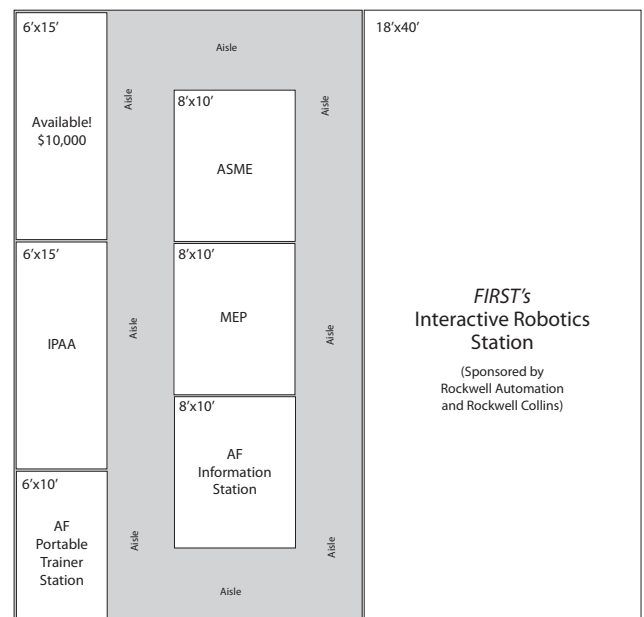 6’x15’
Available!
$10,000
6’x15’
IPAA
6’x10’
AF
Portable
Trainer
Station
Aisle
Aisle
Aisle
Aisle
8’x10’
ASME
8’x10’
MEP
8’x10’
AF
Information
Station
Aisle
Aisle
Aisle
Aisle
18’x40’
FIRST’s
Interactive Robotics
Station
(Sponsored by
Rockwell Automation
and Rockwell Collins)